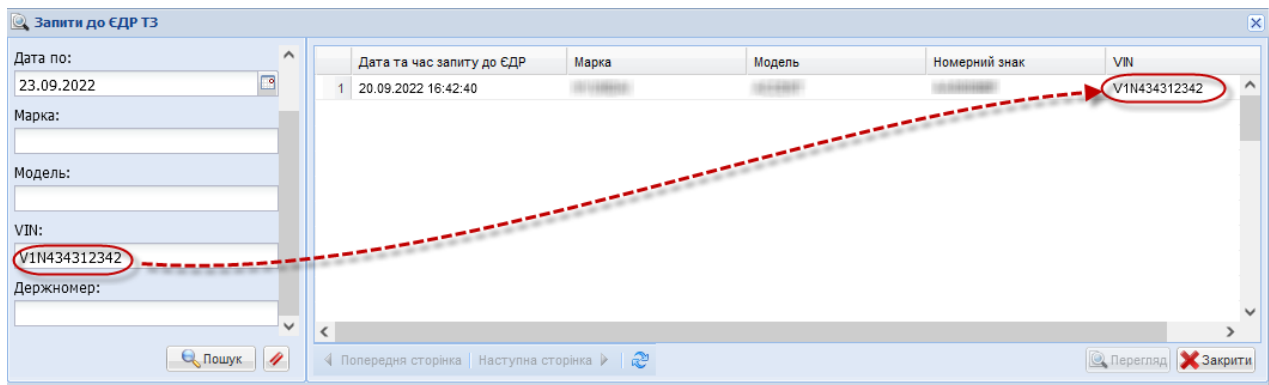 Запити до ЄДР ТЗ
Дата по:
23.09.2022
Марка:
Модель:
VIN:
V1N434312342
Держномер:
Пошук
Дата та час запиту до ЄДР Марка Модель Номерний знак VIN
1 20.09.2022 16:42:40 V1N434312342
Попередня сторінка Наступна сторінка Перегляд Закрити